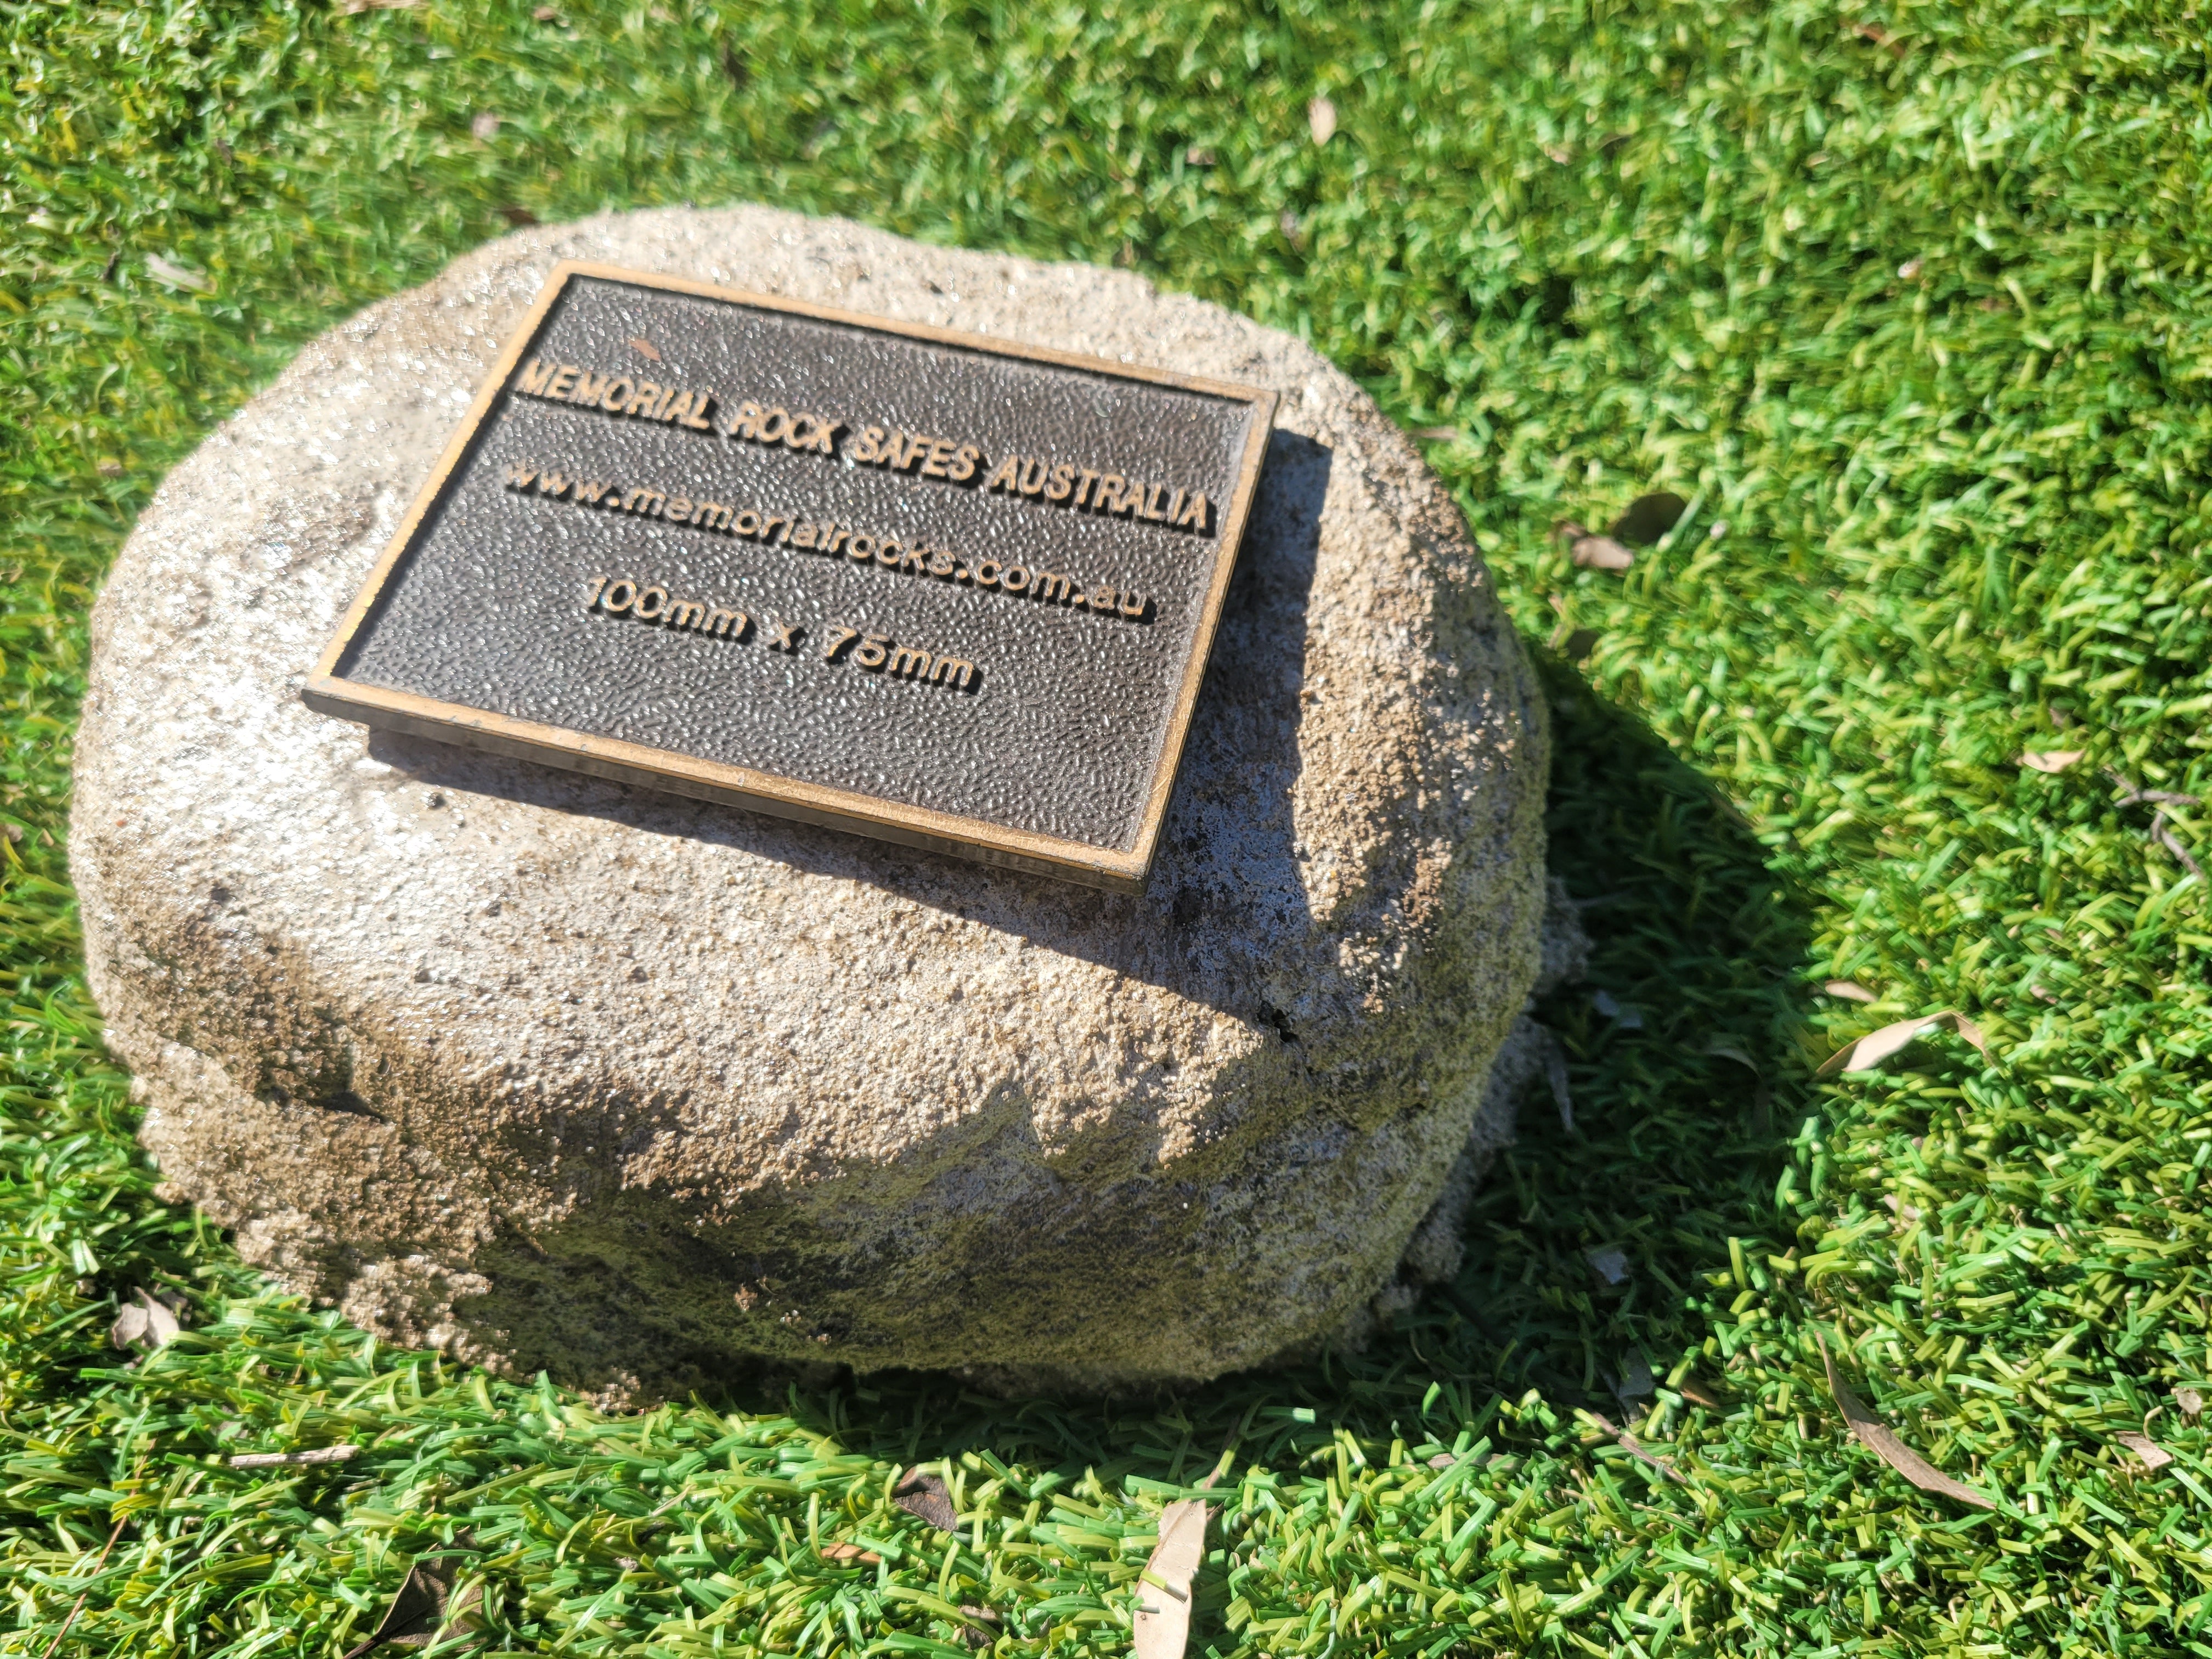 MEMORIAL ROCK SAFES AUSTRALIA
www.memorialrocks.com.au
100mm x 75mm